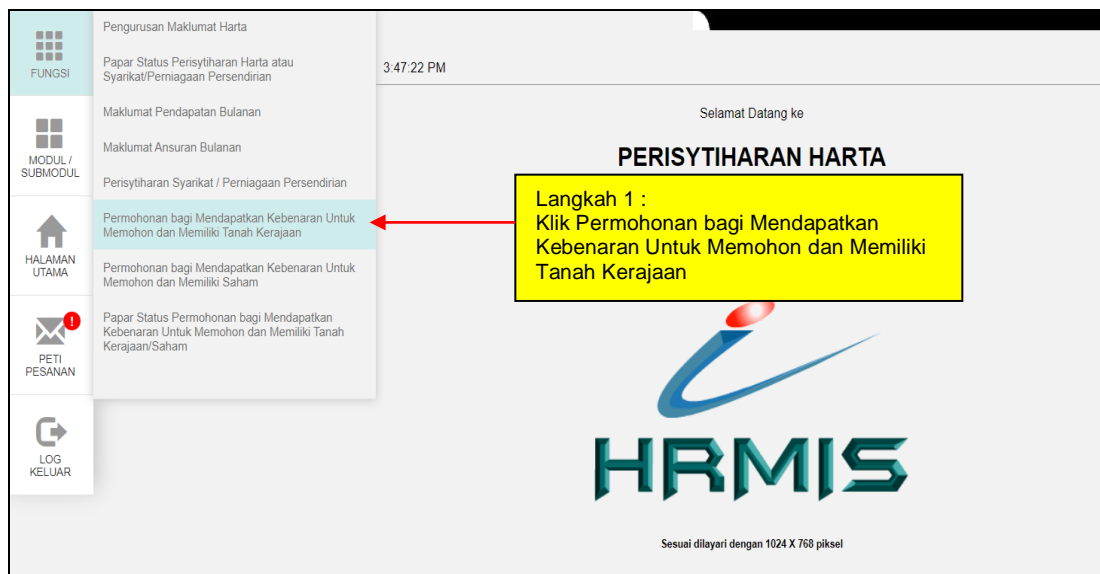 FUNGSI
MODUL /
SUBMODUL
HALAMAN
UTAMA
!
PETI
PESANAN
LOG
KELUAR
Pengurusan Maklumat Harta
Papar Status Perisytiharan Harta atau
Syarikat/Perniagaan Persendirian
Maklumat Pendapatan Bulanan
Maklumat Ansuran Bulanan
Perisytiharan Syarikat / Perniagaan Persendirian
Permohonan bagi Mendapatkan Kebenaran Untuk
Memohon dan Memiliki Tanah Kerajaan
Permohonan bagi Mendapatkan Kebenaran Untuk
Memohon dan Memiliki Saham
Papar Status Permohonan bagi Mendapatkan
Kebenaran Untuk Memohon dan Memiliki Tanah
Kerajaan/Saham
3:47:22 PM
Selamat Datang ke
PERISYTIHARAN HARTA
Langkah 1 :
Klik Permohonan bagi Mendapatkan
Kebenaran Untuk Memohon dan Memiliki
Tanah Kerajaan
HRMIS
Sesuai dilayari dengan 1024 X 768 piksel